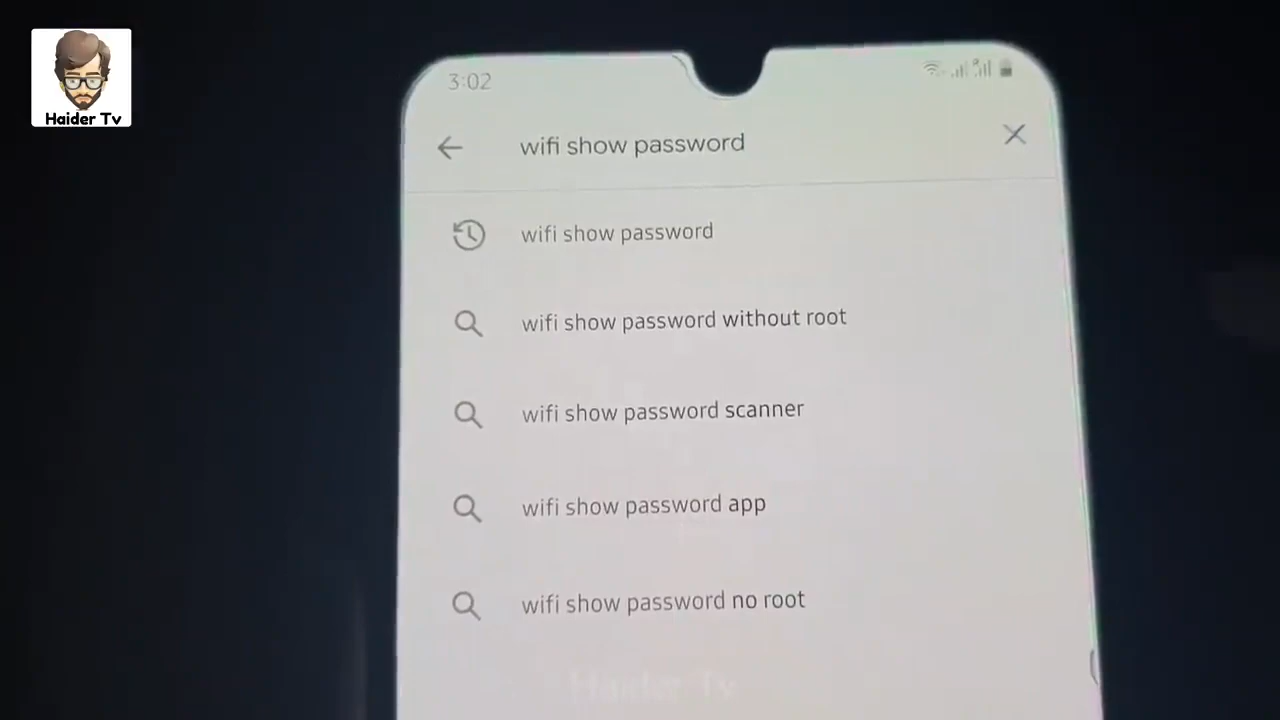 Haider Tv
3:02
wifi show password
wifi show password
wifi show password without root
wifi show password scanner
wifi show password app
wifi show password no root
Haider Tv